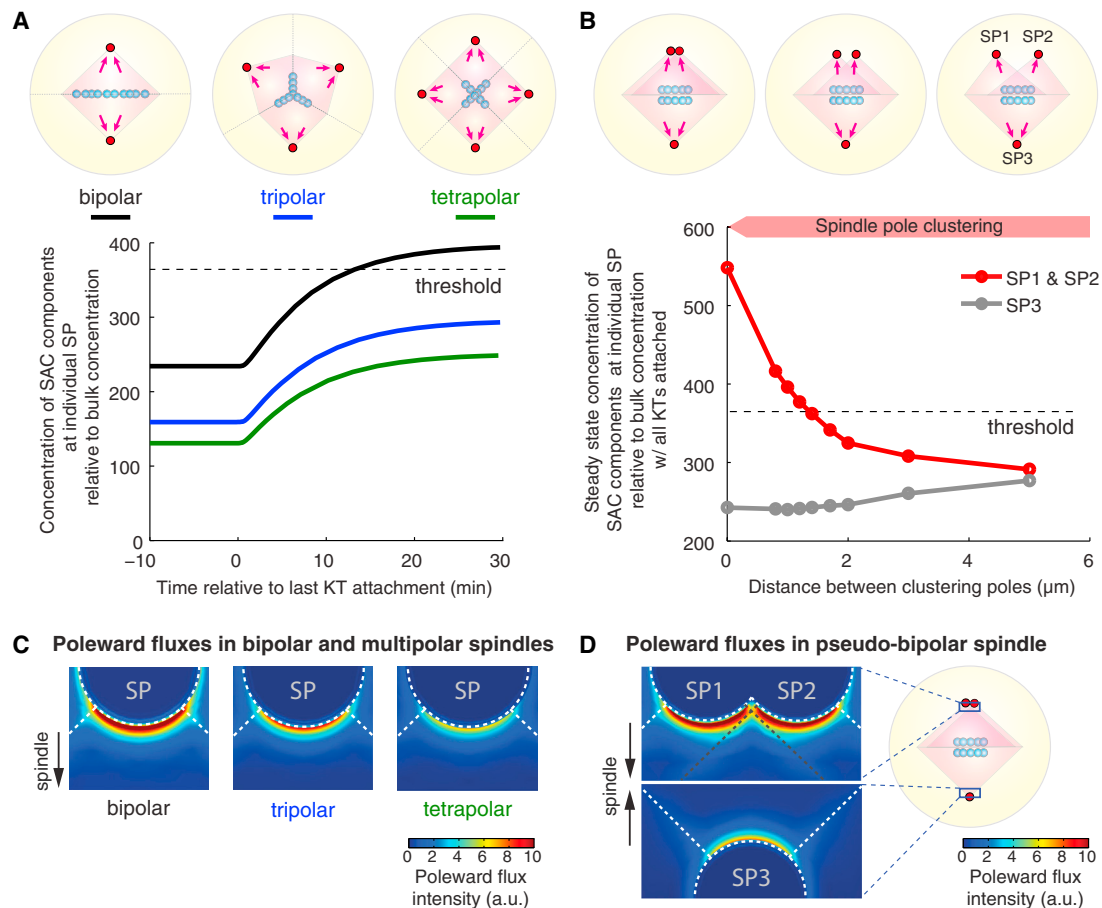 A
bipolar
tripolar
tetrapolar
Concentration of SAC components
at individual SP
relative to bulk concentration
400
300
200
100
0
threshold
−10
0
10
20
30
Time relative to last KT attachment (min)
B
SP1
SP2
SP3
Spindle pole clustering
Steady state concentration of
SAC components at individual SP
relative to bulk concentration
w/ all KTs attached
600
500
400
300
200
SP1 & SP2
SP3
threshold
0
2
4
6
Distance between clustering poles (μm)
C
Poleward fluxes in bipolar and multipolar spindles
SP
SP
SP
spindle
bipolar
tripolar
tetrapolar
0 2 4 6 8 10
Poleward flux
intensity (a.u.)
D
Poleward fluxes in pseudo-bipolar spindle
SP1
SP2
spindle
SP3
0 2 4 6 8 10
Poleward flux
intensity (a.u.)